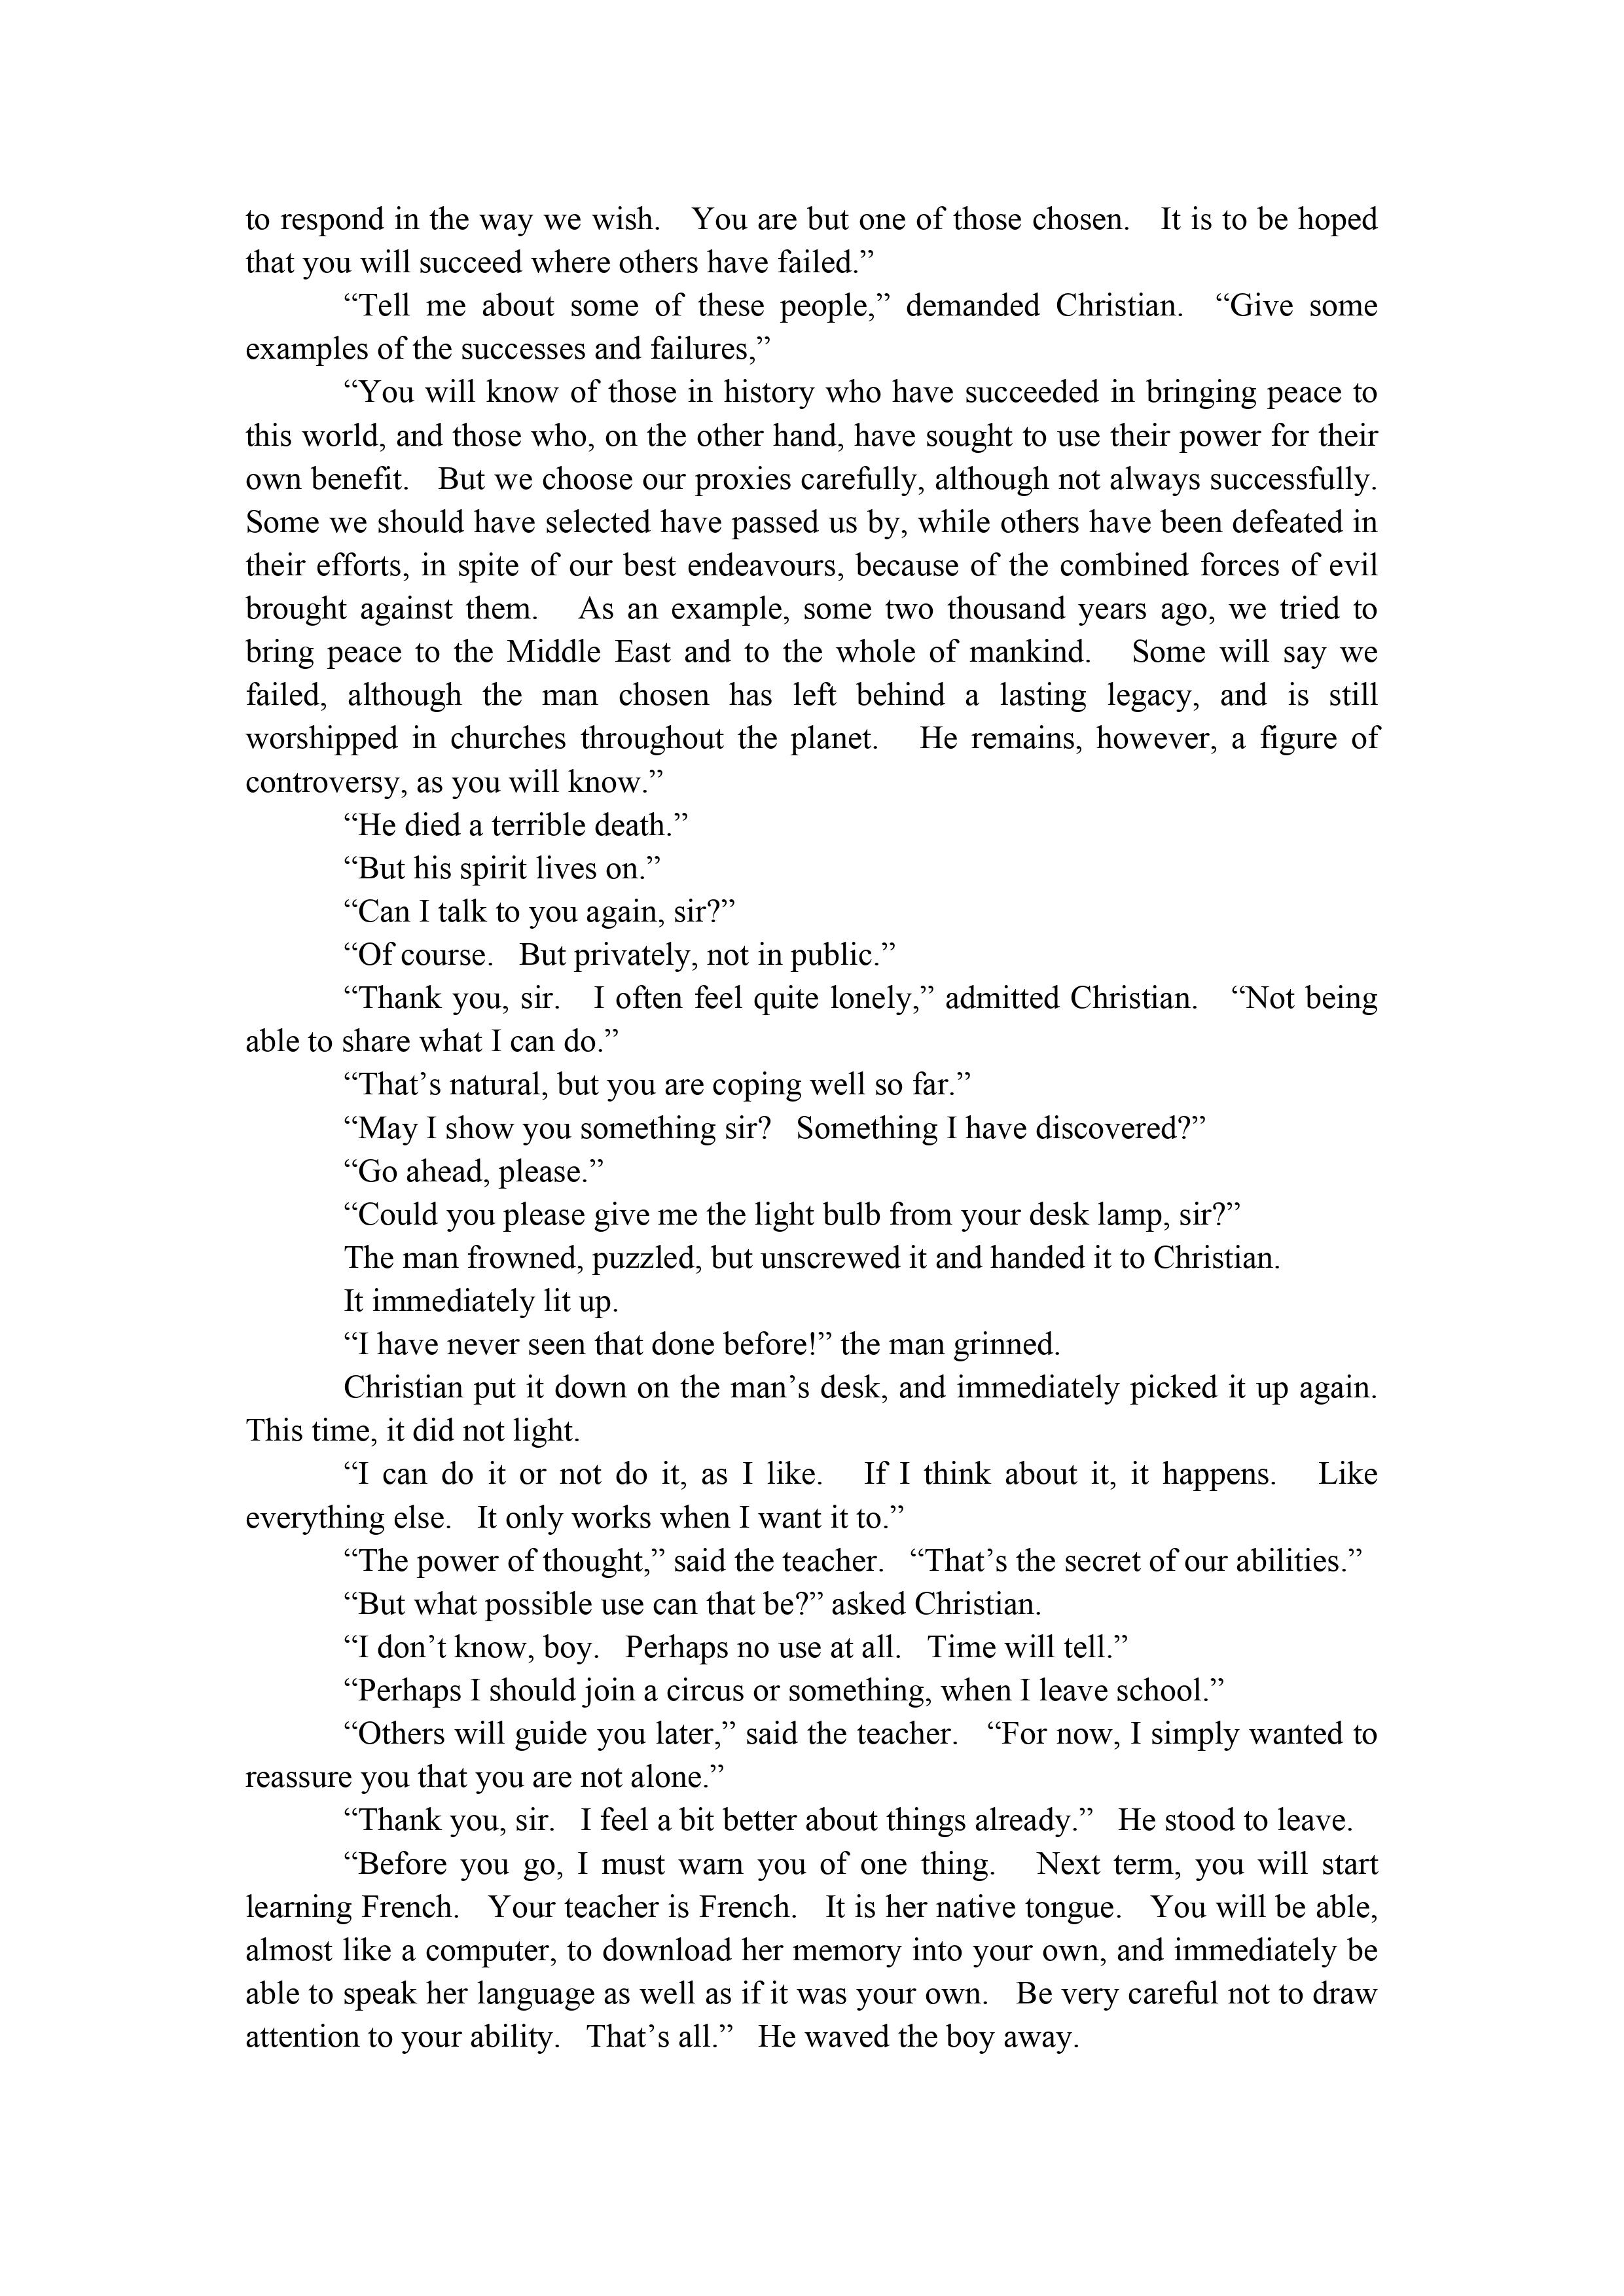 to respond in the way we wish.   You are but one of those chosen.   It is to be hoped
that you will succeed where others have failed.”
“Tell me about some of these people,” demanded Christian.   “Give some
examples of the successes and failures,”
“You will know of those in history who have succeeded in bringing peace to
this world, and those who, on the other hand, have sought to use their power for their
own benefit.   But we choose our proxies carefully, although not always successfully.
Some we should have selected have passed us by, while others have been defeated in
their efforts, in spite of our best endeavours, because of the combined forces of evil
brought against them.   As an example, some two thousand years ago, we tried to
bring peace to the Middle East and to the whole of mankind.   Some will say we
failed, although the man chosen has left behind a lasting legacy, and is still
worshipped in churches throughout the planet.   He remains, however, a figure of
controversy, as you will know.”
“He died a terrible death.”
“But his spirit lives on.”
“Can I talk to you again, sir?”
“Of course.   But privately, not in public.”
“Thank you, sir.   I often feel quite lonely,” admitted Christian.   “Not being
able to share what I can do.”
“That’s natural, but you are coping well so far.”
“May I show you something sir?   Something I have discovered?”
“Go ahead, please.”
“Could you please give me the light bulb from your desk lamp, sir?”
The man frowned, puzzled, but unscrewed it and handed it to Christian.
It immediately lit up.
“I have never seen that done before!” the man grinned.
Christian put it down on the man’s desk, and immediately picked it up again.
This time, it did not light.
“I can do it or not do it, as I like.   If I think about it, it happens.   Like
everything else.   It only works when I want it to.”
“The power of thought,” said the teacher.   “That’s the secret of our abilities.”
“But what possible use can that be?” asked Christian.
“I don’t know, boy.   Perhaps no use at all.   Time will tell.”
“Perhaps I should join a circus or something, when I leave school.”
“Others will guide you later,” said the teacher.   “For now, I simply wanted to
reassure you that you are not alone.”
“Thank you, sir.   I feel a bit better about things already.”   He stood to leave.
“Before you go, I must warn you of one thing.   Next term, you will start
learning French.   Your teacher is French.   It is her native tongue.   You will be able,
almost like a computer, to download her memory into your own, and immediately be
able to speak her language as well as if it was your own.   Be very careful not to draw
attention to your ability.   That’s all.”   He waved the boy away.